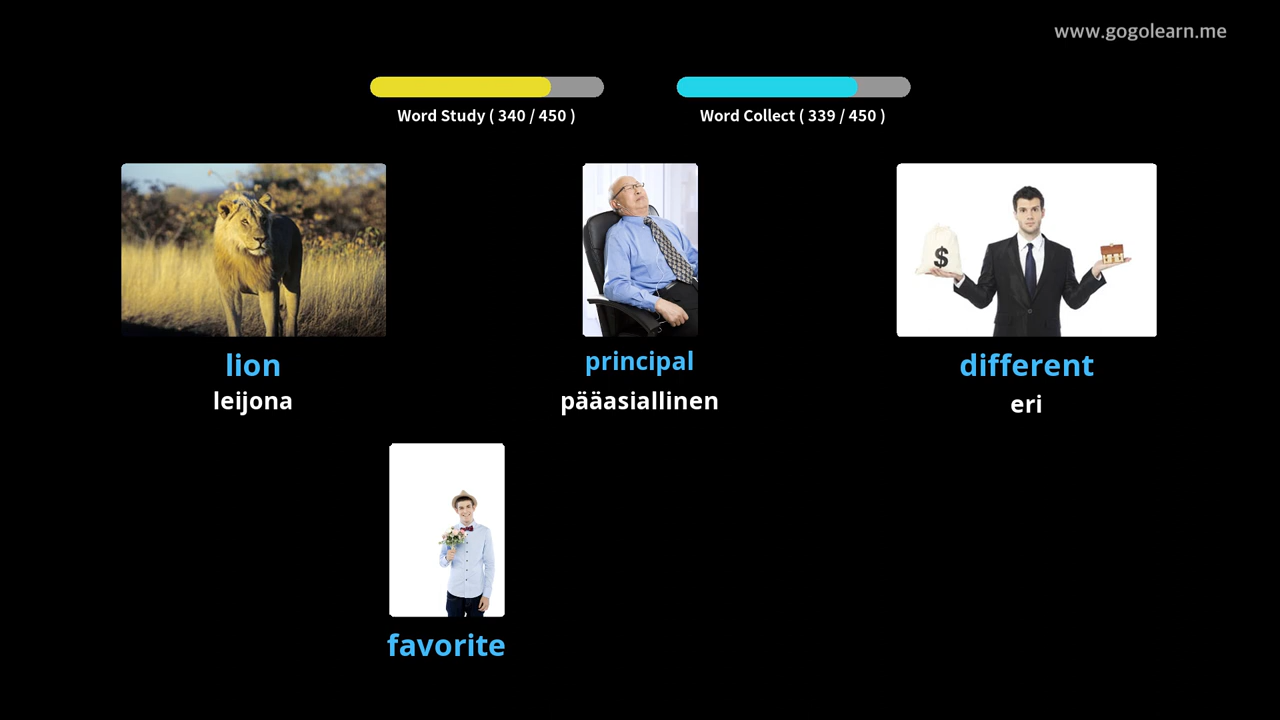 www.gogolearn.me
Word Study ( 340 / 450 )
Word Collect ( 339 / 450 )
$
lion
leijona
principal
pääasiallinen
different
eri
favorite